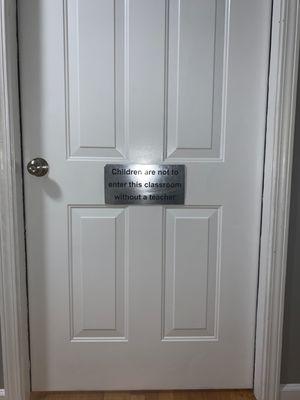 Children are not to
enter this classroom
without a teacher